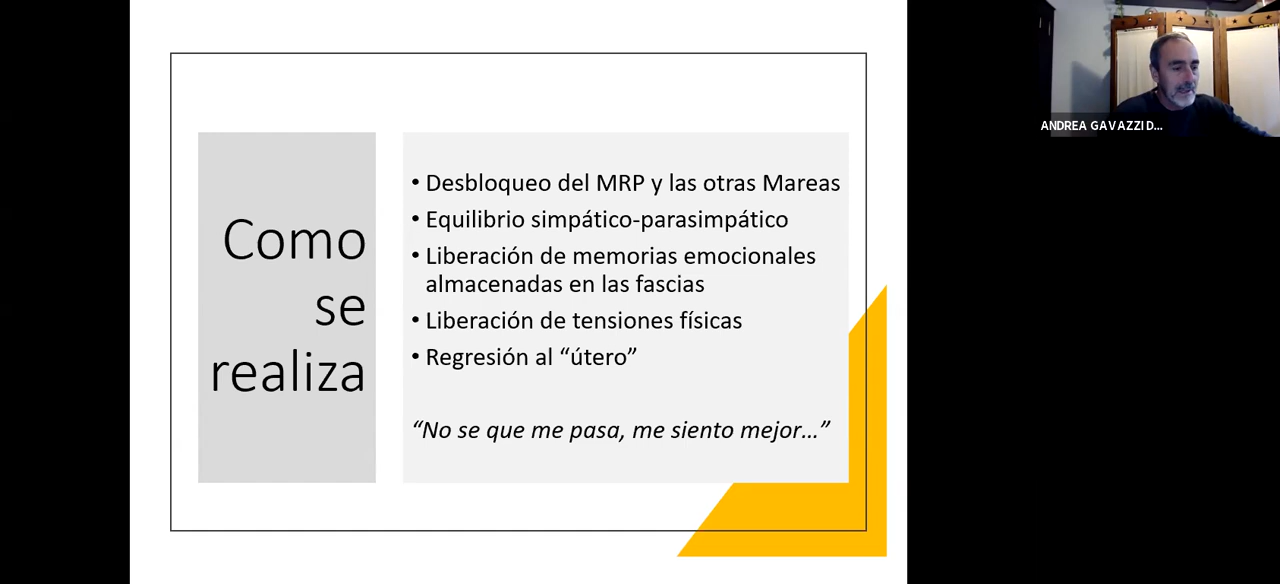 Como
se
realiza
• Desbloqueo del MRP y las otras Mareas
• Equilibrio simpático-parasimpático
• Liberación de memorias emocionales
almacenadas en las fascias
• Liberación de tensiones físicas
• Regresión al “útero”
“No se que me pasa, me siento mejor...”
ANDREA GAVAZZI D...